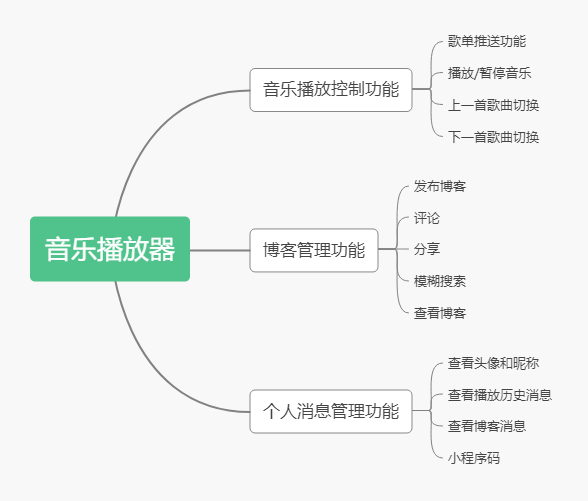 音乐播放器
音乐播放控制功能
歌单推送功能
播放/暂停音乐
上一首歌曲切换
下一首歌曲切换
博客管理功能
发布博客
评论
分享
模糊搜索
查看博客
个人消息管理功能
查看头像和昵称
查看播放历史消息
查看博客消息
小程序码